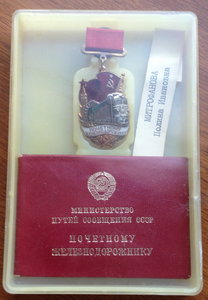 МИТРОФАНОВА
Полина Ивановна
МИНИСТЕРСТВО
ПУТЕЙ СООБЩЕНИЯ СССР
ПОЧЕТНОМУ
ЖЕЛЕЗНОДОРОЖНИКУ